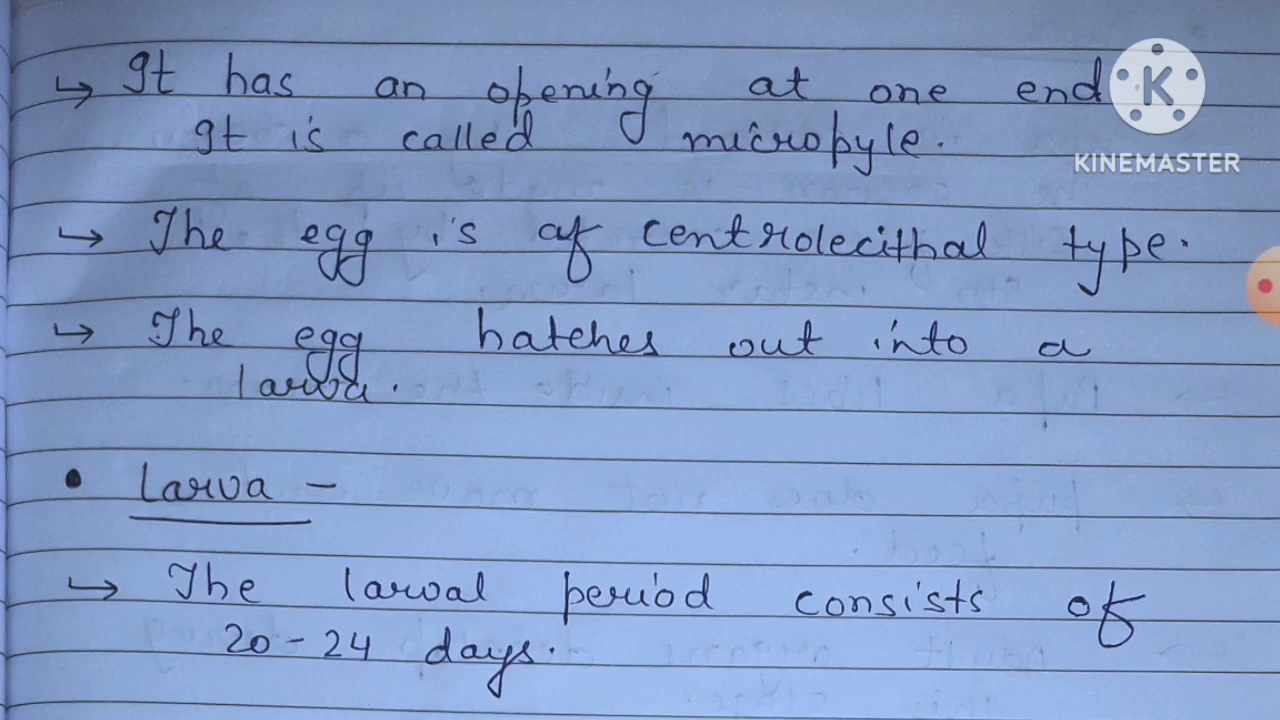 ↳ It has an opening at one end
It is called micropyle.
↳ The egg is of centrolecithal type.
↳ The egg hatches out into a
larva.
• Larva –
↳ The larval period consists of
20-24 days.
K
KINEMASTER